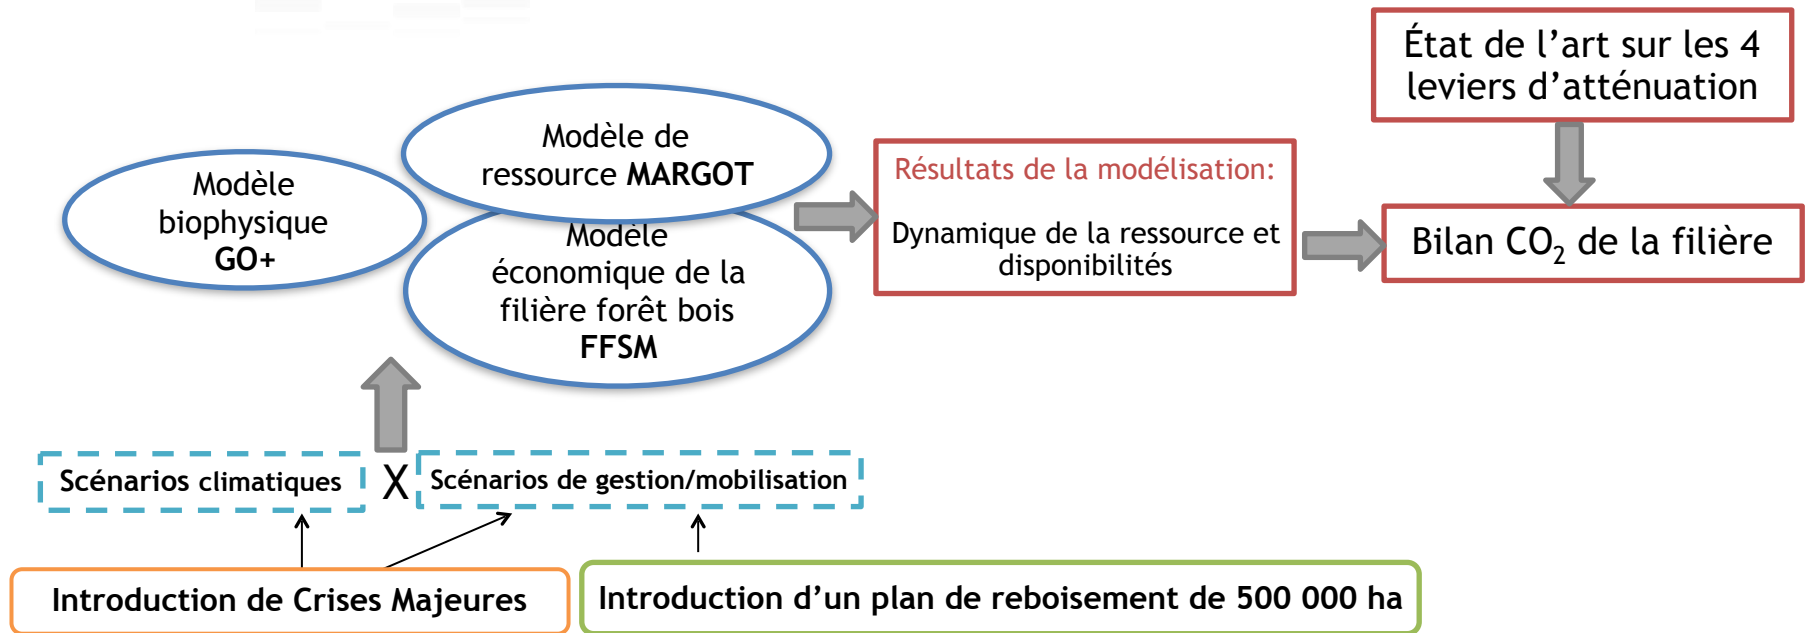 État de l’art sur les 4
leviers d’atténuation
Modèle de
ressource MARGOT
Modèle
biophysique
GO+
Modèle
économique de la
filière forêt bois
FFSM
Résultats de la modélisation:
Dynamique de la ressource et
disponibilités
Bilan CO₂ de la filière
Scénarios climatiques
X
Scénarios de gestion/mobilisation
Introduction de Crises Majeures
Introduction d’un plan de reboisement de 500 000 ha